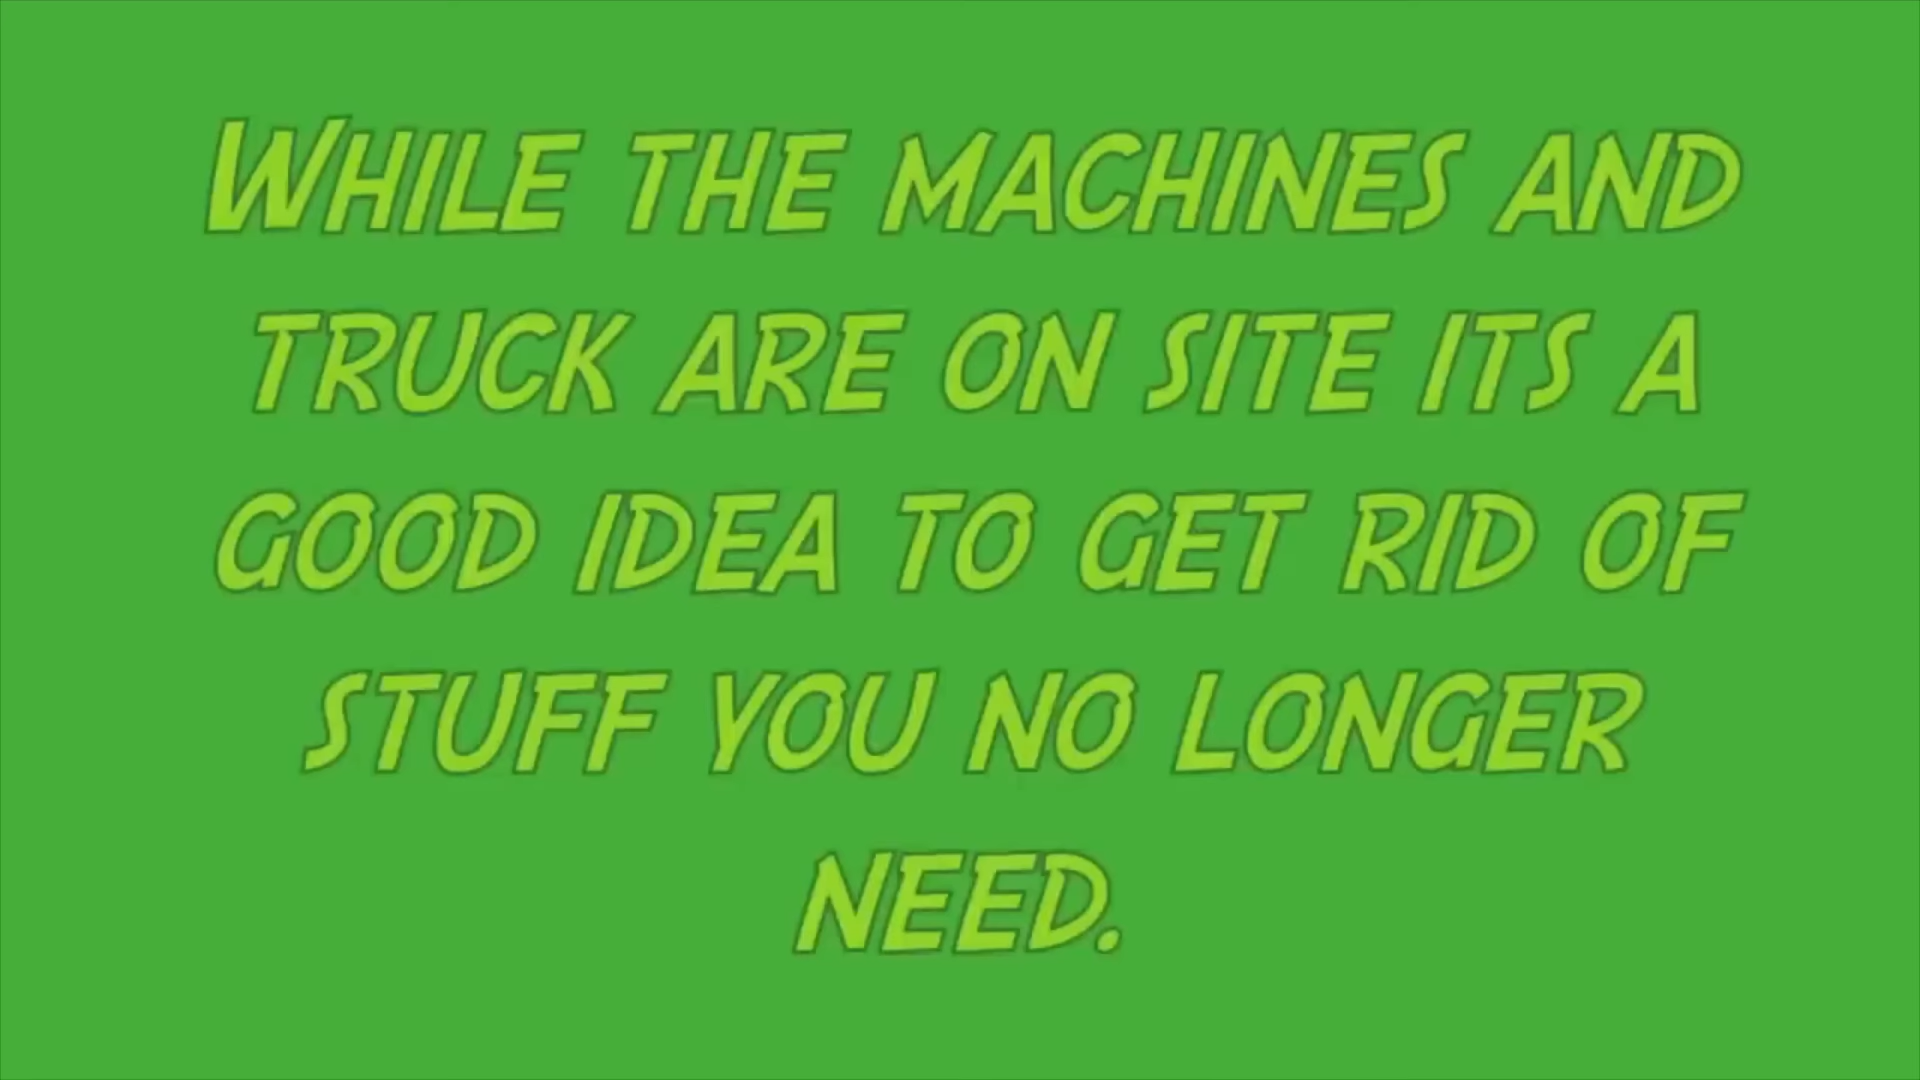 WHILE THE MACHINES AND
TRUCK ARE ON SITE ITS A
GOOD IDEA TO GET RID OF
STUFF YOU NO LONGER
NEED.